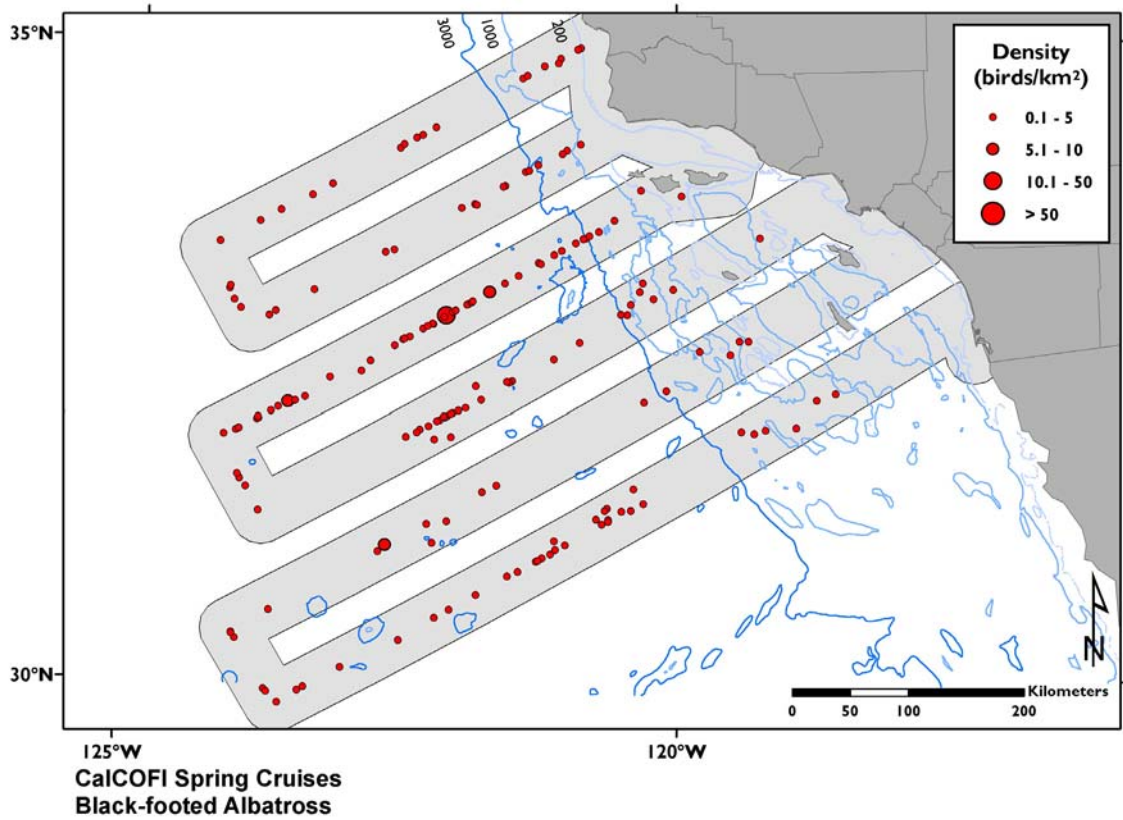 35°N
3000
1000
200
Density
(birds/km²)
0.1 - 5
5.1 - 10
10.1 - 50
> 50
30°N
N
Kilometers
0 50 100 200
125°W
120°W
CalCOFI Spring Cruises
Black-footed Albatross